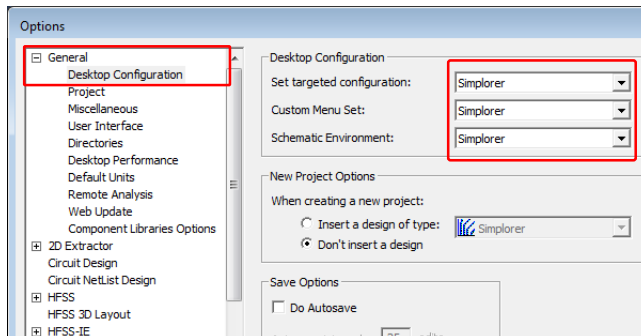 Options
General
Desktop Configuration
Project
Miscellaneous
User Interface
Directories
Desktop Performance
Default Units
Remote Analysis
Web Update
Component Libraries Options
2D Extractor
Circuit Design
Circuit NetList Design
HFSS
HFSS 3D Layout
HFSS-IE
Desktop Configuration
Set targeted configuration: Simplorer
Custom Menu Set: Simplorer
Schematic Environment: Simplorer
New Project Options
When creating a new project:
Insert a design of type: Simplorer
Don't insert a design
Save Options
Do Autosave